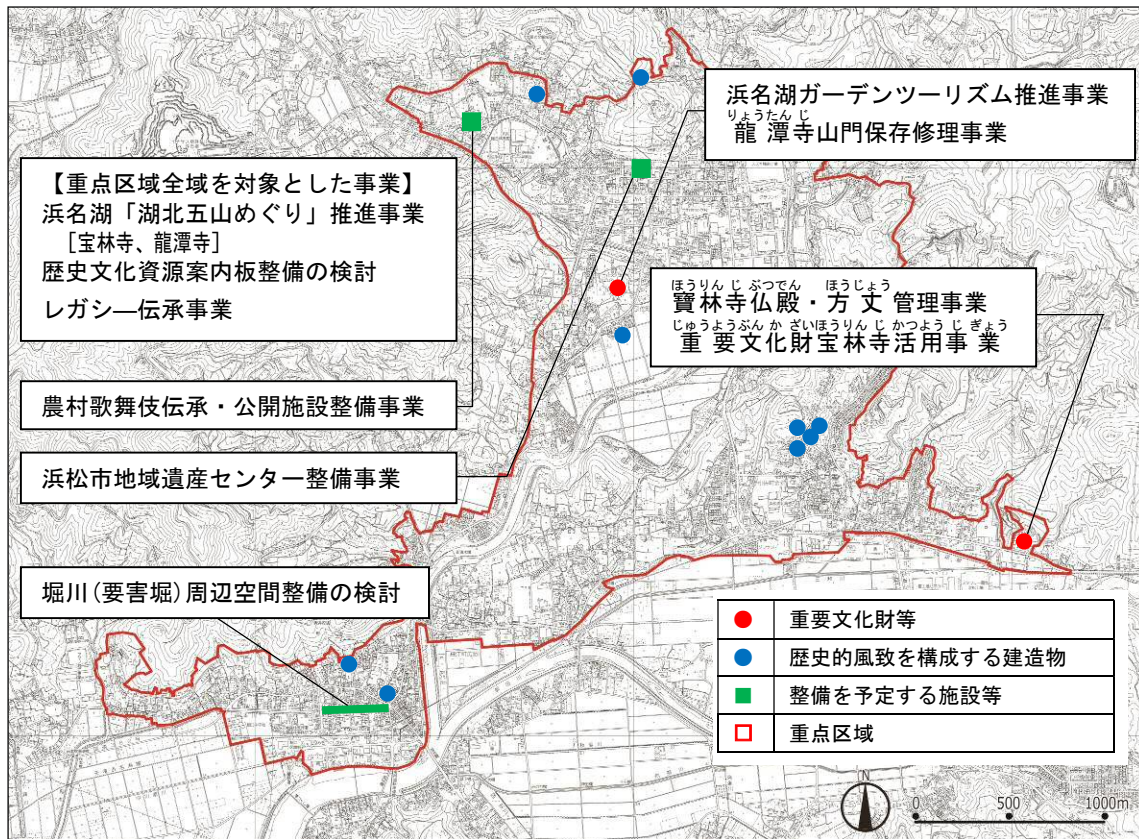 浜名湖ガーデンツーリズム推進事業
りょうたんじ
龍潭寺山門保存修理事業
【重点区域全域を対象とした事業】
浜名湖「湖北五山めぐり」推進事業
［宝林寺、龍潭寺］
歴史文化資源案内板整備の検討
レガシ―伝承事業
ほうりんじぶつでん ほうじょう
寶林寺仏殿・方丈管理事業
じゅうようぶんかざいほうりんじかつようじぎょう
重要文化財宝林寺活用事業
農村歌舞伎伝承・公開施設整備事業
浜松市地域遺産センター整備事業
堀川(要害堀)周辺空間整備の検討
重要文化財等
歴史的風致を構成する建造物
整備を予定する施設等
重点区域
N
0 500 1000m